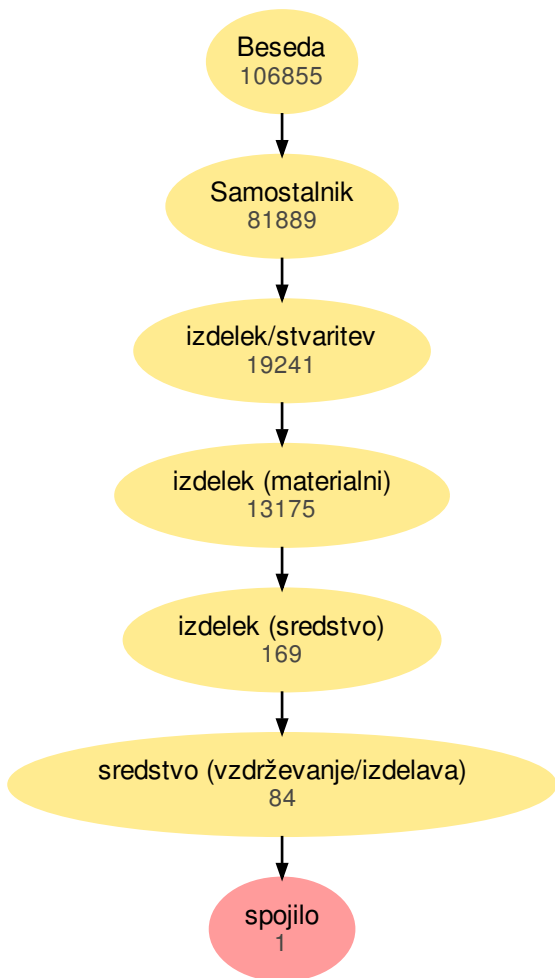 Beseda
106855
Samostalnik
81889
izdelek/stvaritev
19241
izdelek (materialni)
13175
izdelek (sredstvo)
169
sredstvo (vzdrževanje/izdelava)
84
spojilo
1